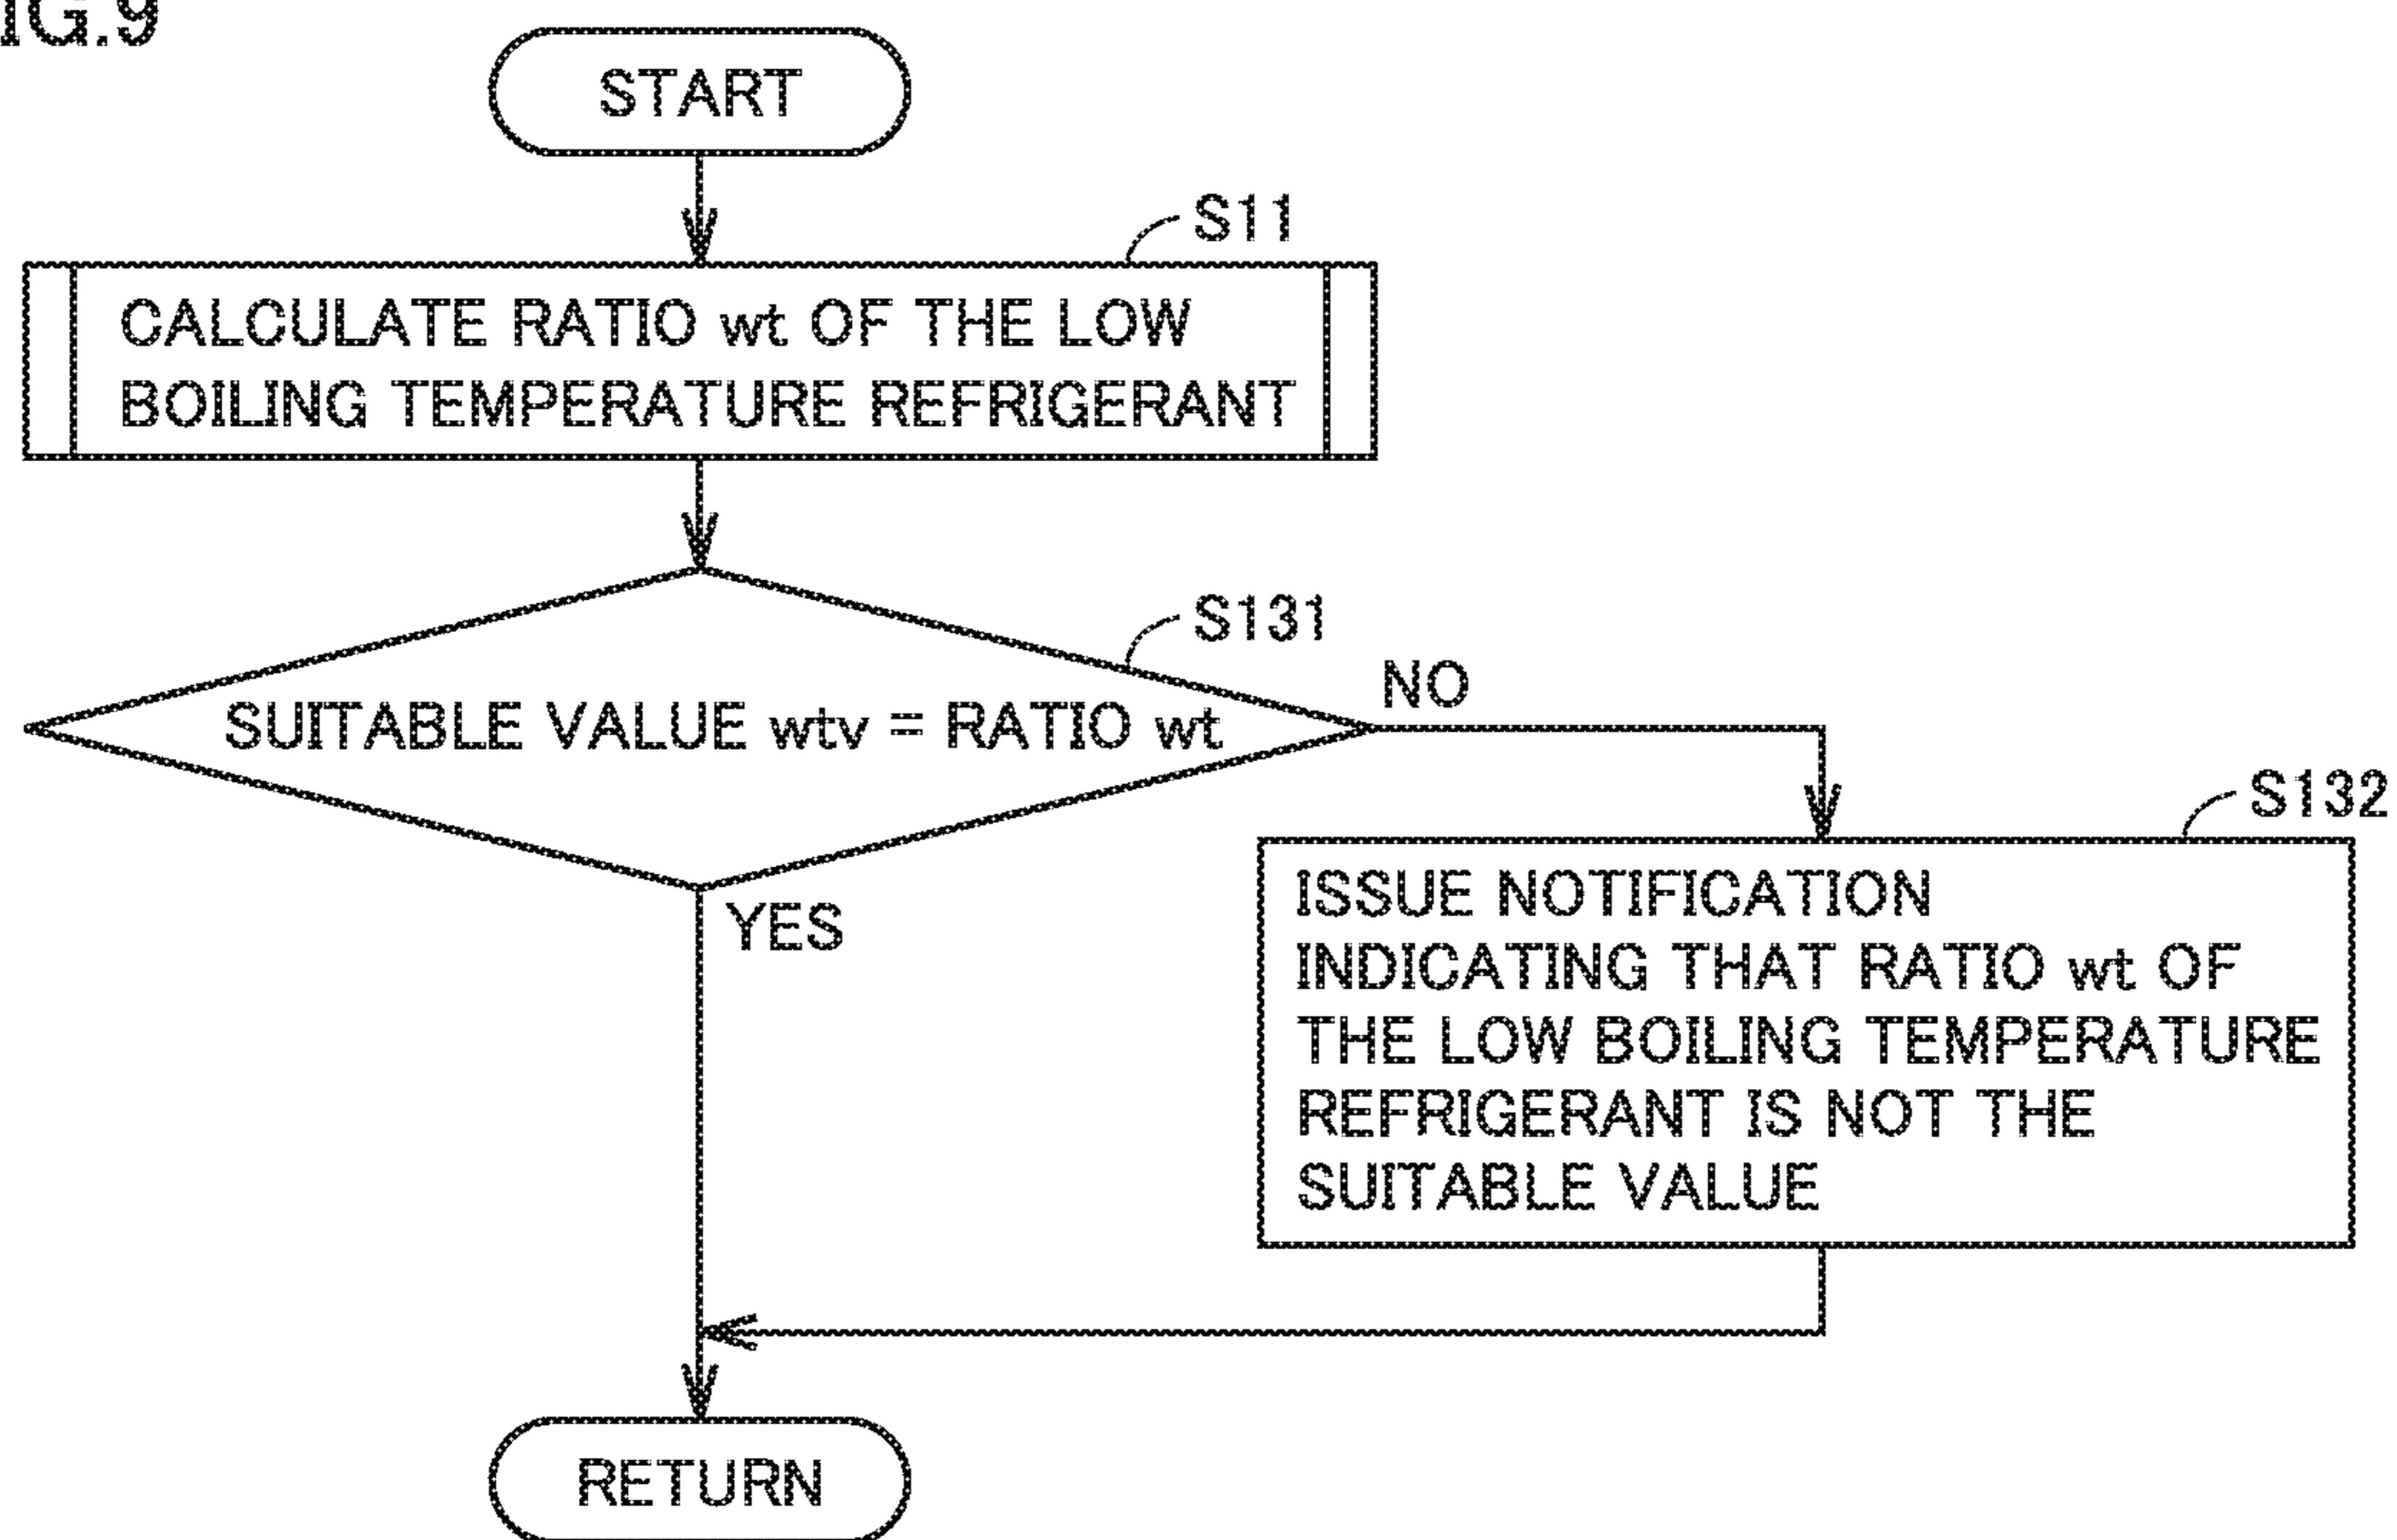 IG.9
START
S11
CALCULATE RATIO wt OF THE LOW
BOILING TEMPERATURE REFRIGERANT
S131
SUITABLE VALUE wtv = RATIO wt
NO
YES
S132
ISSUE NOTIFICATION
INDICATING THAT RATIO wt OF
THE LOW BOILING TEMPERATURE
REFRIGERANT IS NOT THE
SUITABLE VALUE
RETURN